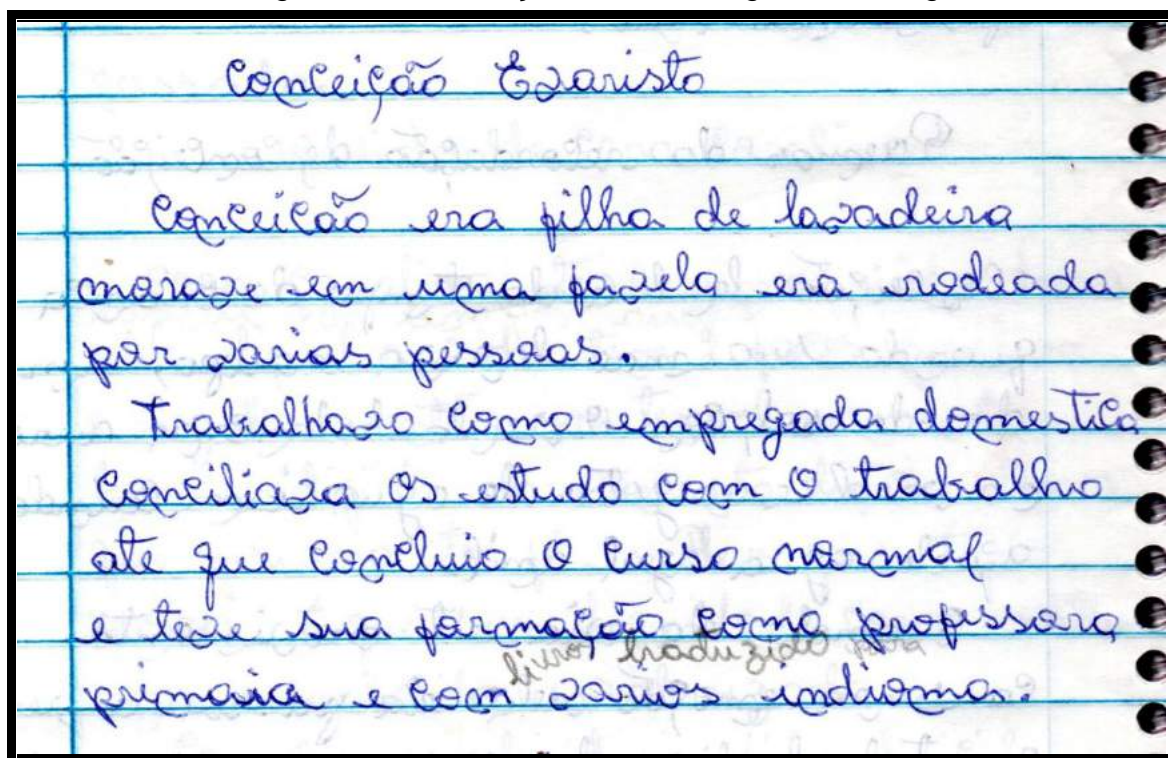 Conceição Evaristo
Conceicão era filha de lavadeira
morave em uma favela era rodeada
por varias pessoas.
Trabalhava como empregada domestica
conciliava os estudo com o trabalho
ate que concluio o curso normal
e teve sua formação como professora
livros traduzido para
primaria e com varios indioma.